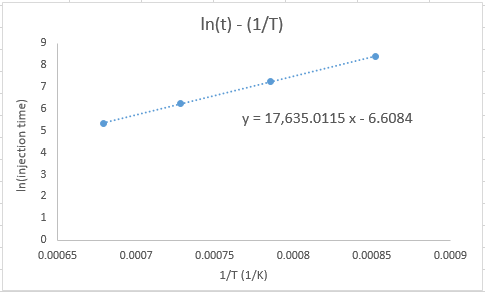 ln(t) - (1/T)
9
8
7
6
5
4
3
2
1
0
ln(injection time)
y = 17,635.0115 x - 6.6084
0.00065 0.0007 0.00075 0.0008 0.00085 0.0009
1/T (1/K)